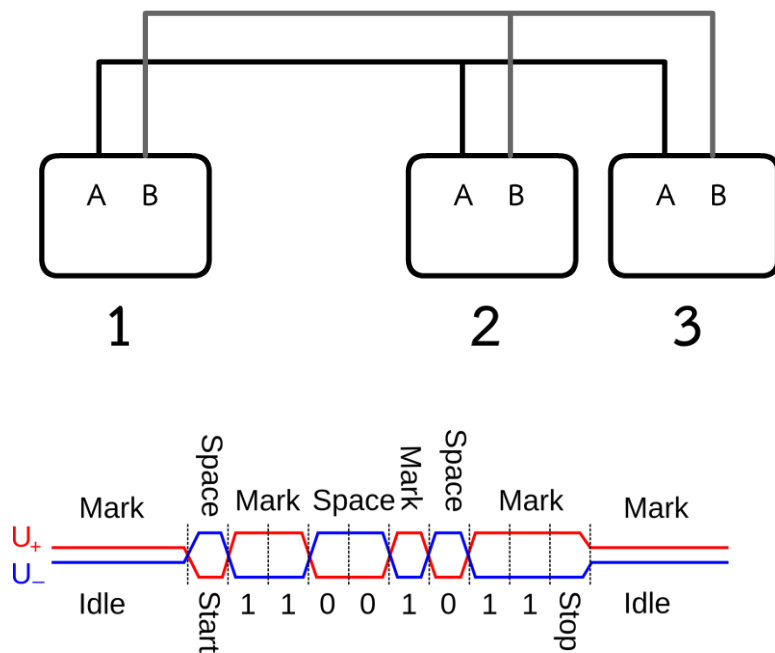 A B
A B
A B
1
2
3
Space
Mark
Space
Mark
Space
Mark
Mark
U+
U−
Idle
Start
1 1 0 0 1 0 1 1
Stop
Idle